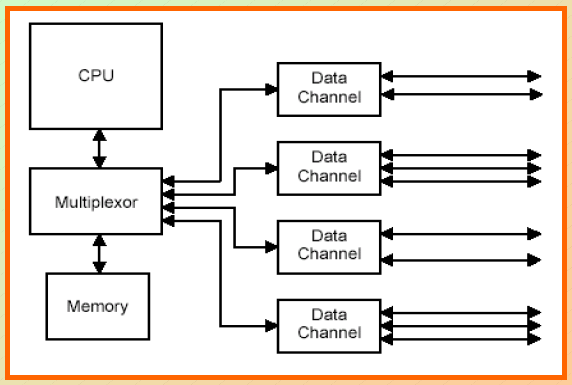 CPU
Multiplexor
Memory
Data
Channel
Data
Channel
Data
Channel
Data
Channel